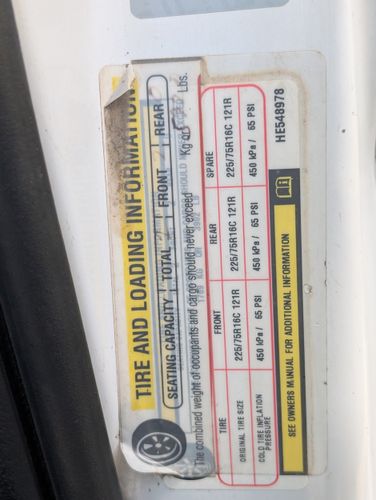 TIRE AND LOADING INFORMATION
SEATING CAPACITY TOTAL FRONT REAR
The combined weight of occupants and cargo should never exceed Kg or Lbs.
TIRE FRONT REAR SPARE
ORIGINAL TIRE SIZE 225/75R16C 121R 225/75R16C 121R 225/75R16C 121R
COLD TIRE INFLATION PRESSURE 450 kPa / 65 PSI 450 kPa / 65 PSI 450 kPa / 65 PSI
SEE OWNERS MANUAL FOR ADDITIONAL INFORMATION
HE548978